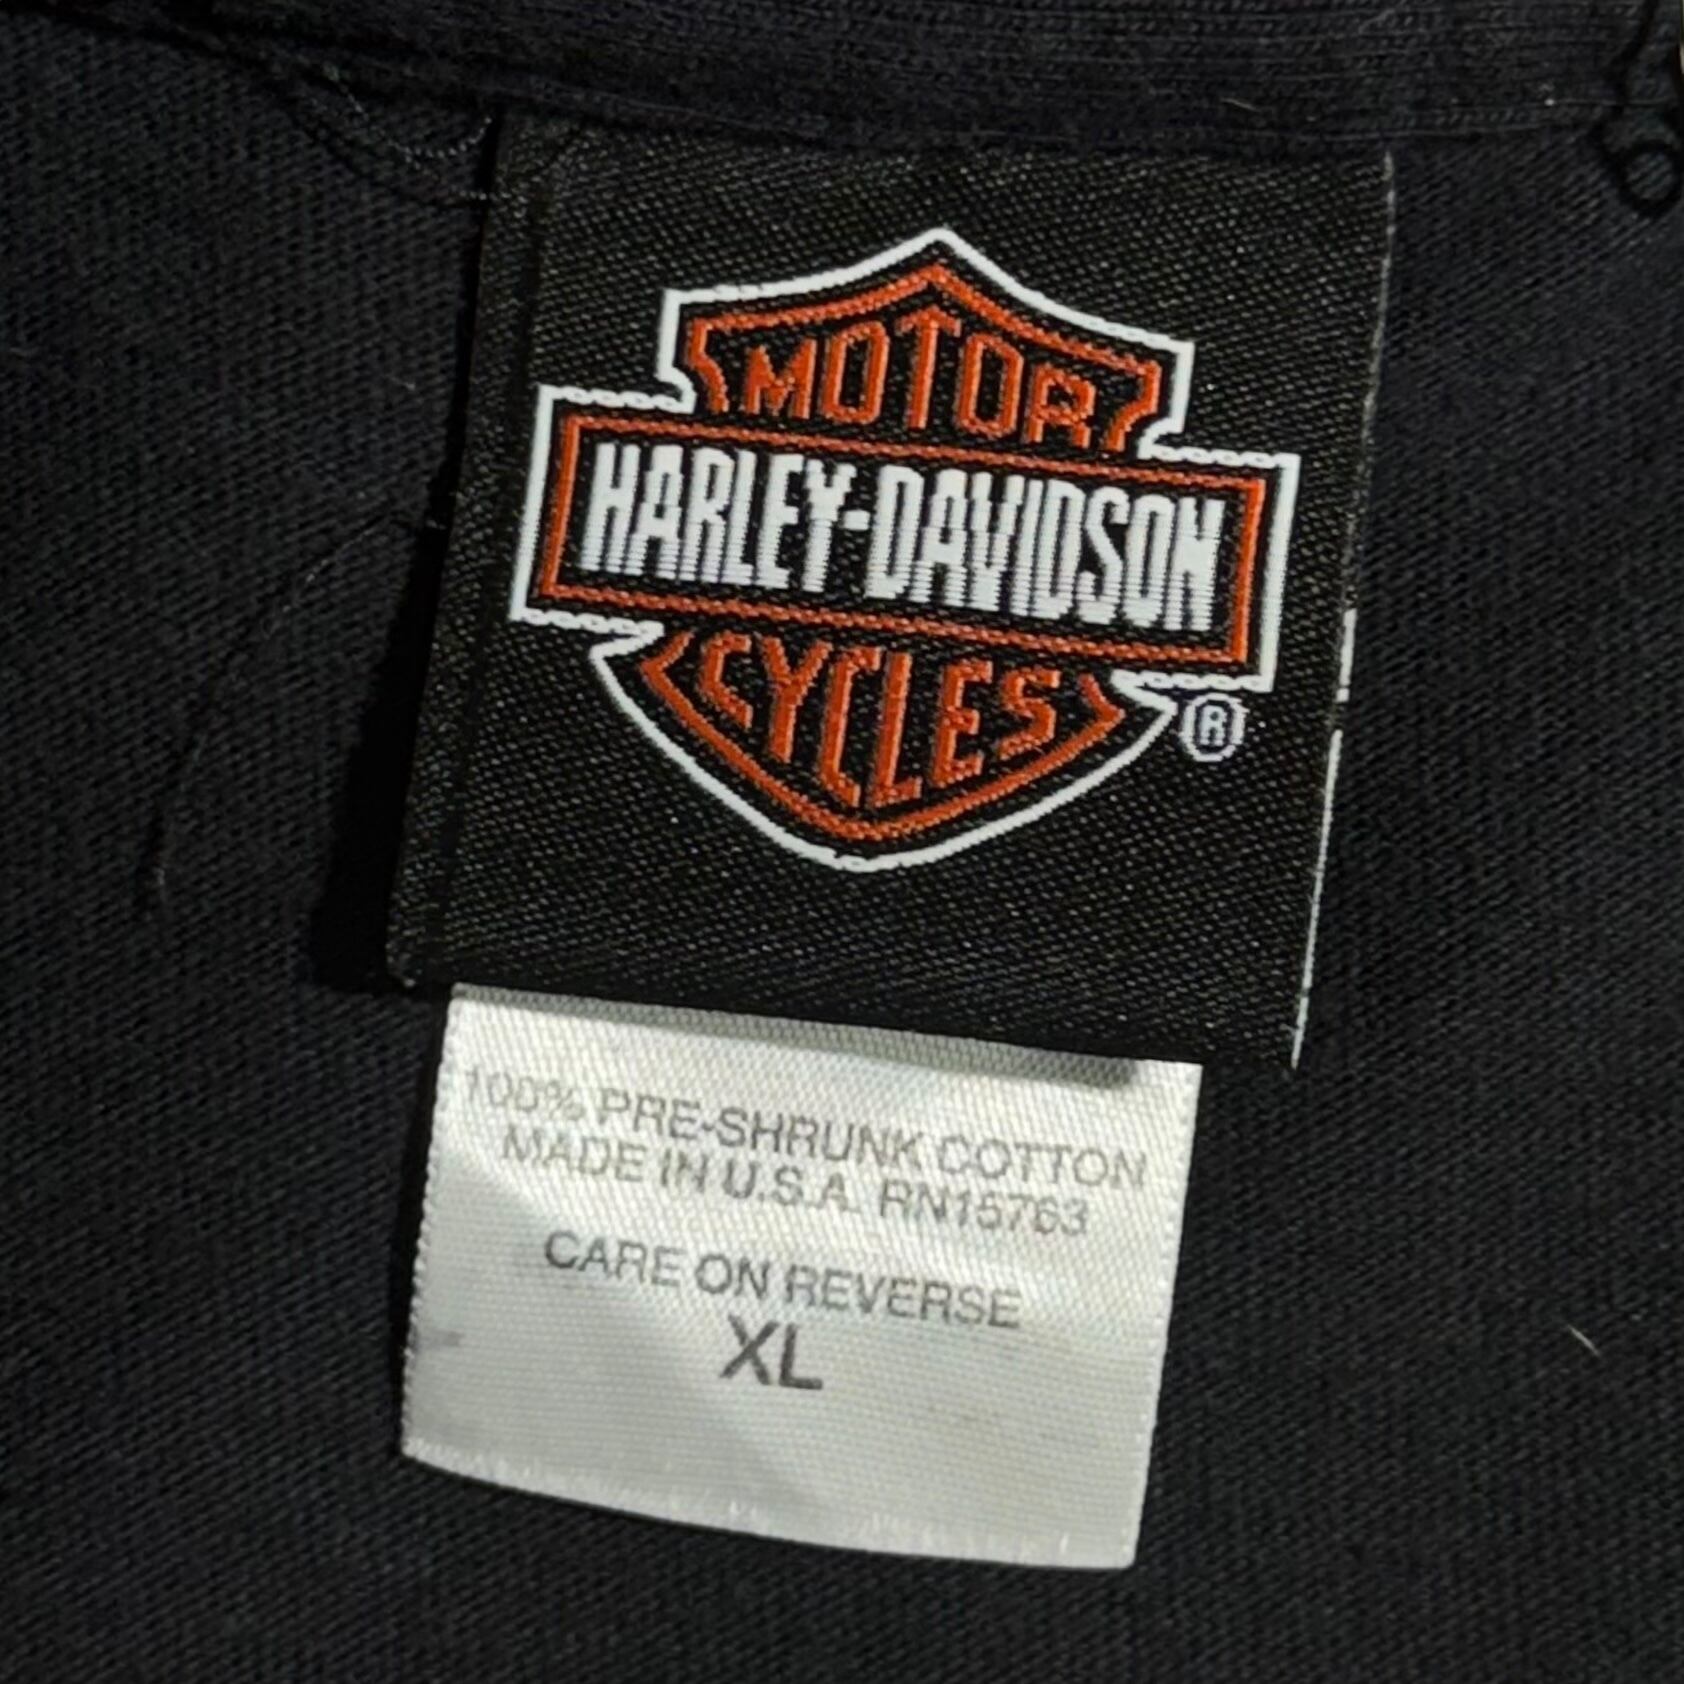 MOTOR
HARLEY-DAVIDSON
CYCLES
®
100% PRE-SHRUNK COTTON
MADE IN U.S.A. RN15763
CARE ON REVERSE
XL